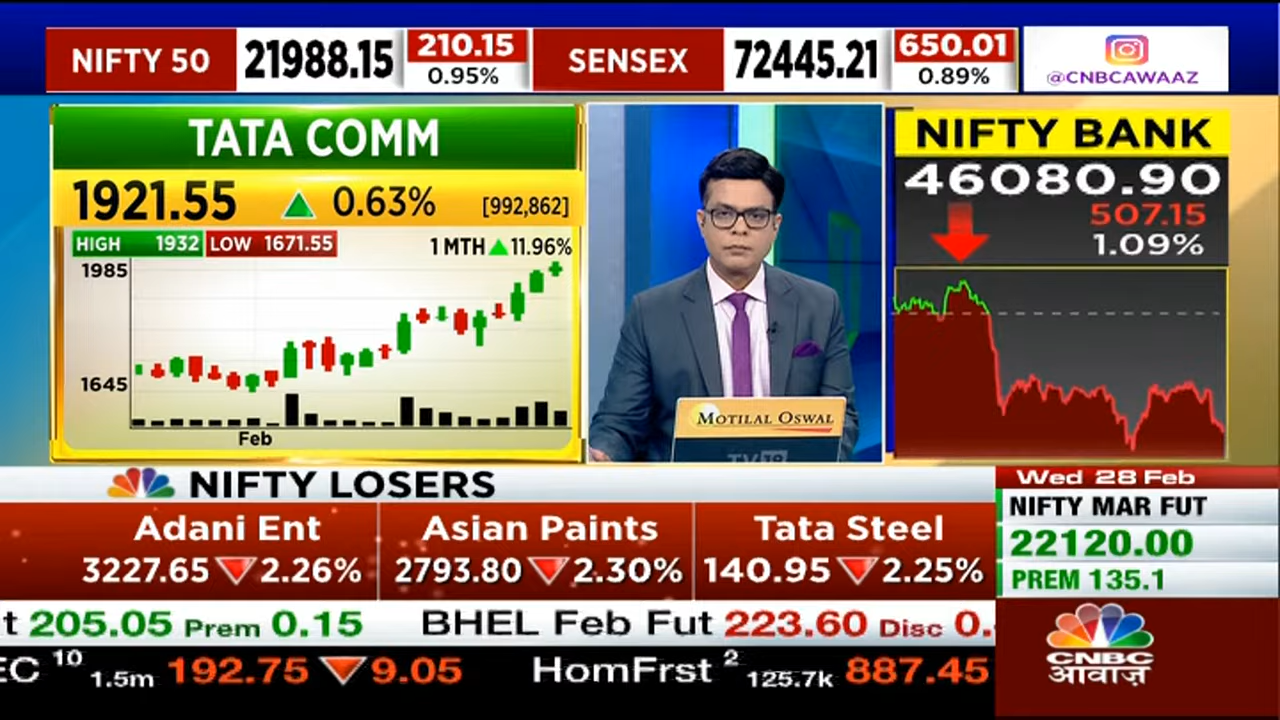 NIFTY 50 21988.15 210.15 0.95% SENSEX 72445.21 650.01 0.89%
@CNBCAWAAZ
TATA COMM
1921.55 0.63% [992,862]
HIGH 1932 LOW 1671.55 1 MTH 11.96%
1985
1645
Feb
MOTILAL OSWAL
TV18
NIFTY BANK
46080.90
507.15
1.09%
NIFTY LOSERS
Adani Ent
3227.65 2.26%
Asian Paints
2793.80 2.30%
Tata Steel
140.95 2.25%
Wed 28 Feb
NIFTY MAR FUT
22120.00
PREM 135.1
t 205.05 Prem 0.15 BHEL Feb Fut 223.60 Disc 0.
EC 10 1.5m 192.75 9.05 HomFrst 2 125.7k 887.45
CNBC
आवाज़